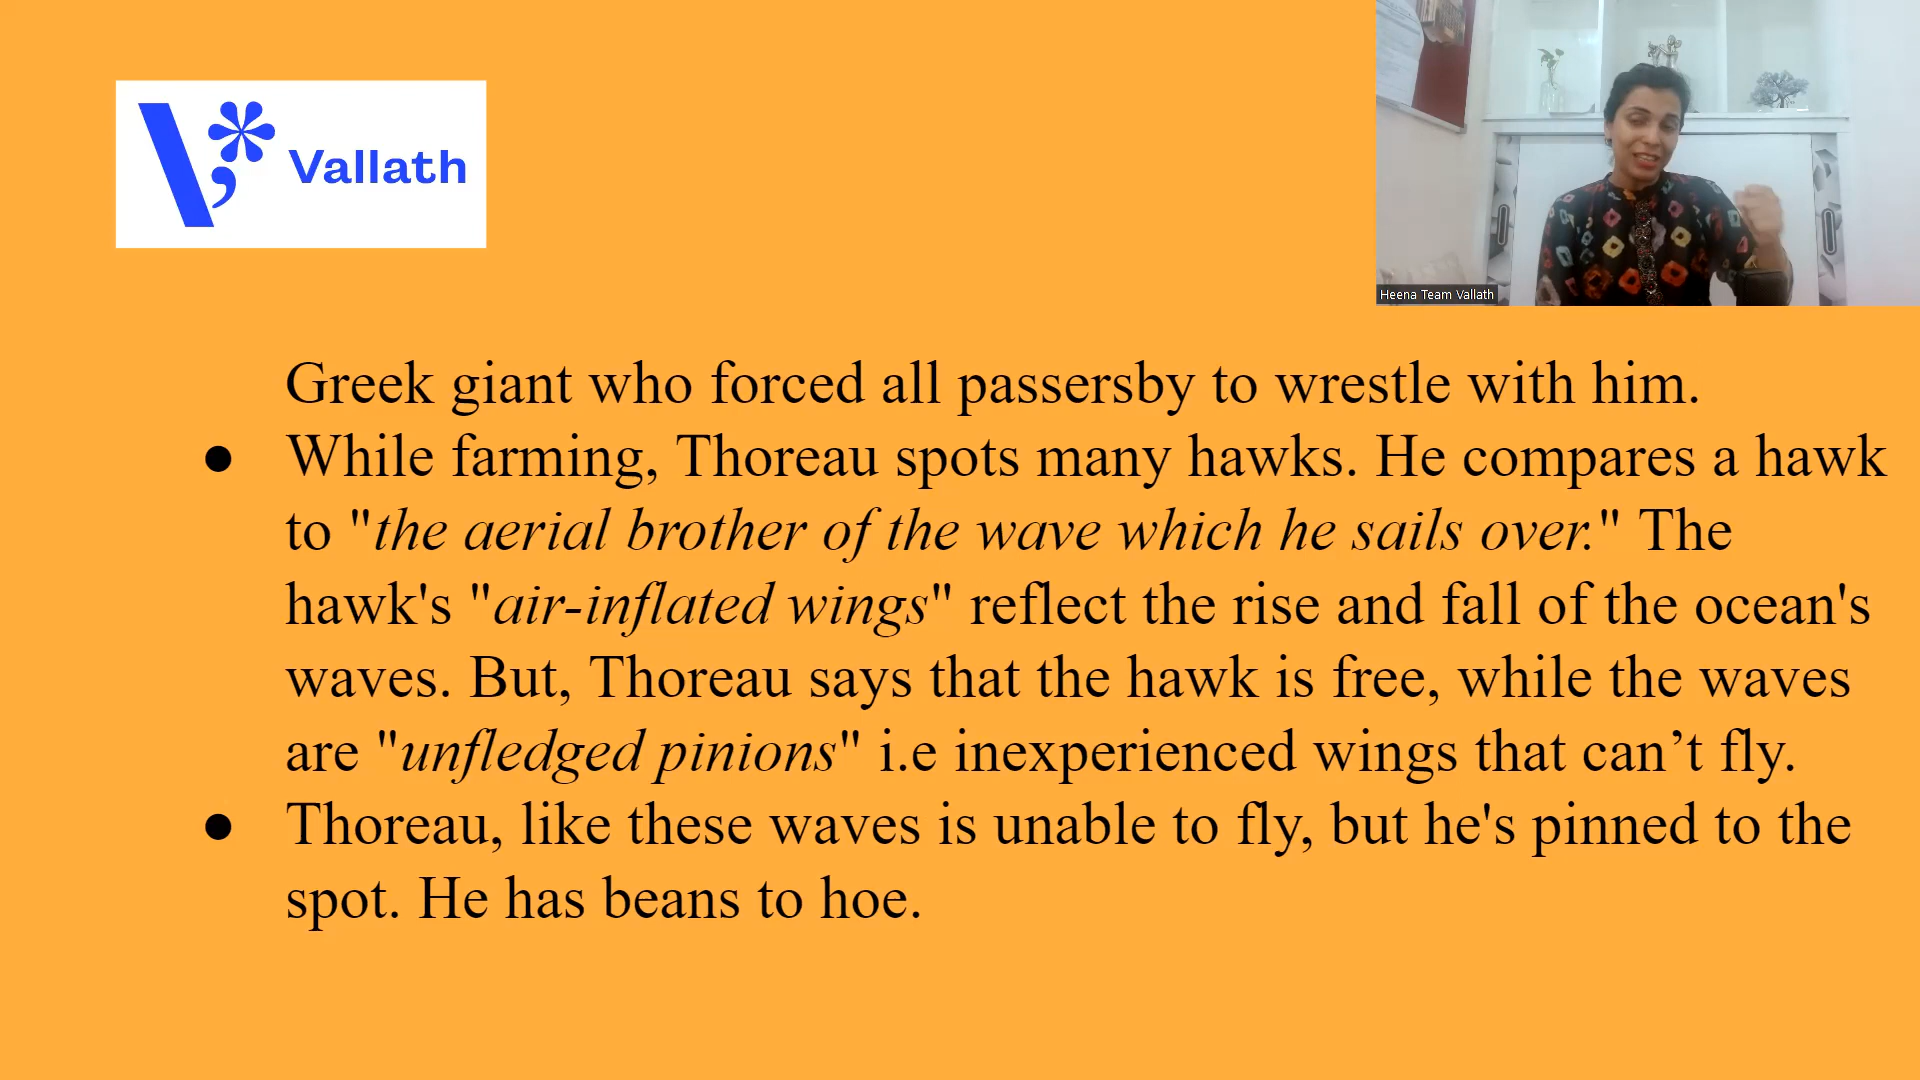 Vallath
Heena Team Vallath
Greek giant who forced all passersby to wrestle with him.
● While farming, Thoreau spots many hawks. He compares a hawk
to "the aerial brother of the wave which he sails over." The
hawk's "air-inflated wings" reflect the rise and fall of the ocean's
waves. But, Thoreau says that the hawk is free, while the waves
are "unfledged pinions" i.e inexperienced wings that can’t fly.
● Thoreau, like these waves is unable to fly, but he's pinned to the
spot. He has beans to hoe.